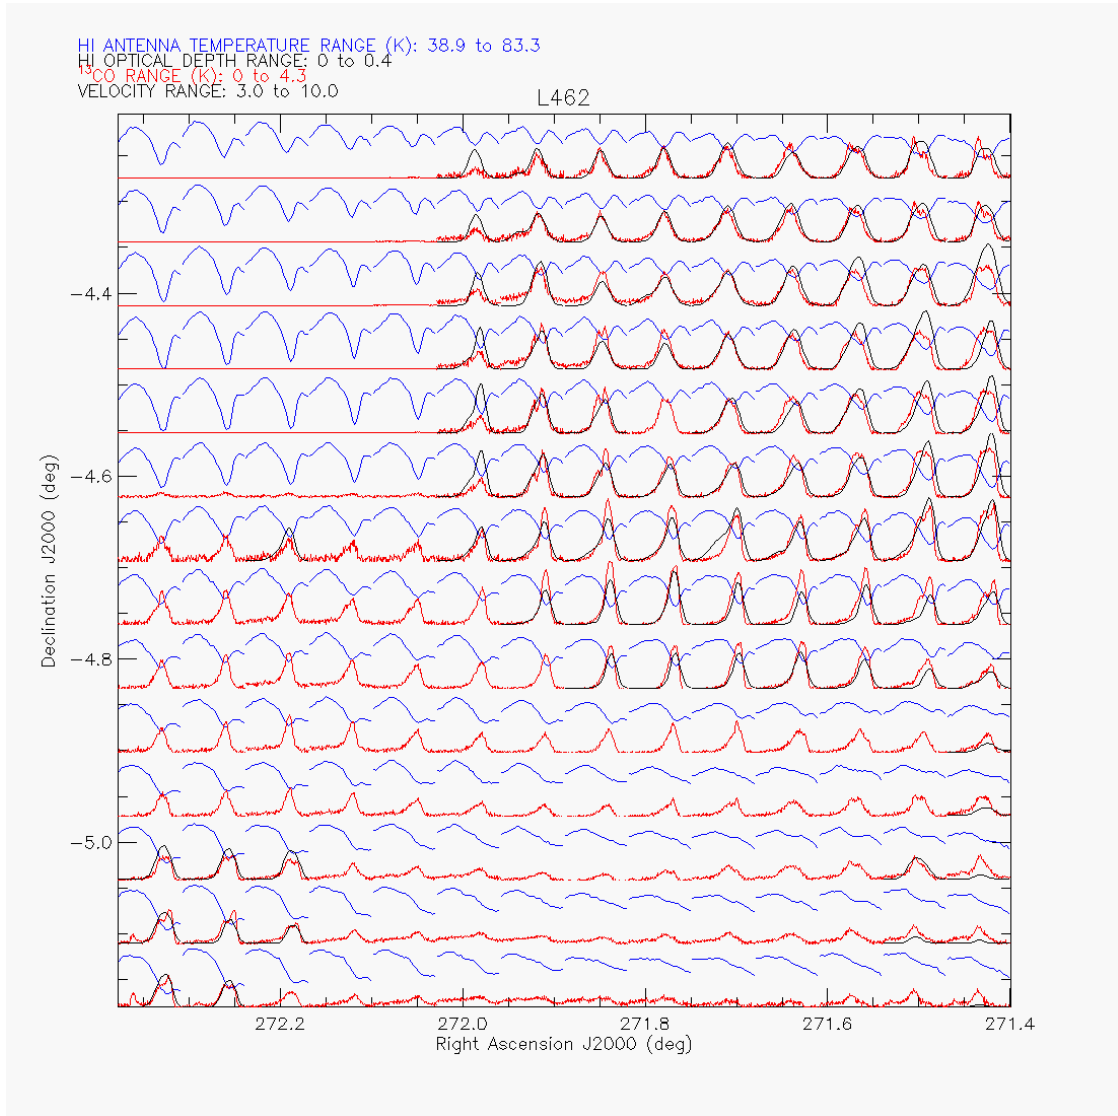 HI ANTENNA TEMPERATURE RANGE (K): 38.9 to 83.3
HI OPTICAL DEPTH RANGE: 0 to 0.4
¹³CO RANGE (K): 0 to 4.3
VELOCITY RANGE: 3.0 to 10.0
L462
−4.4
−4.6
−4.8
−5.0
Declination J2000 (deg)
272.2 272.0 271.8 271.6 271.4
Right Ascension J2000 (deg)